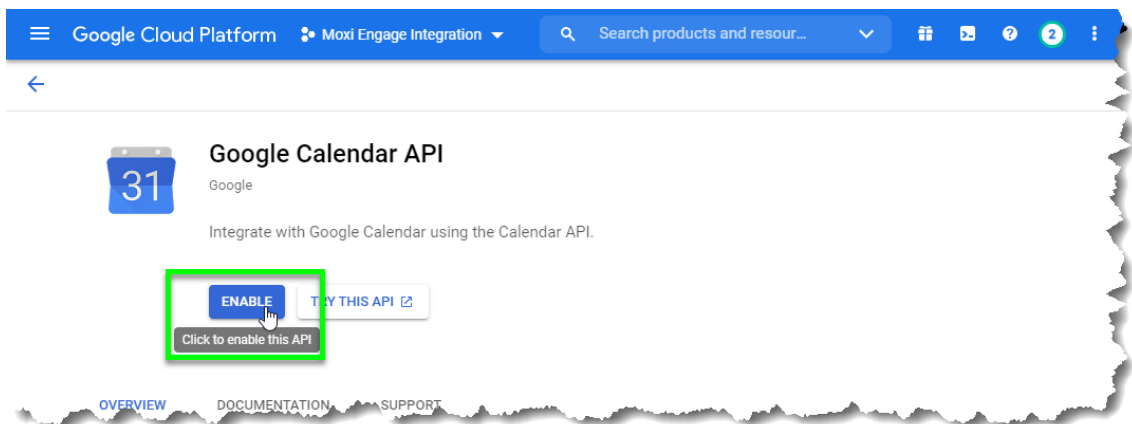 Google Cloud Platform Moxi Engage Integration Search products and resour... ? 2
Google Calendar API
31
Google
Integrate with Google Calendar using the Calendar API.
ENABLE TRY THIS API
Click to enable this API
OVERVIEW DOCUMENTATION SUPPORT